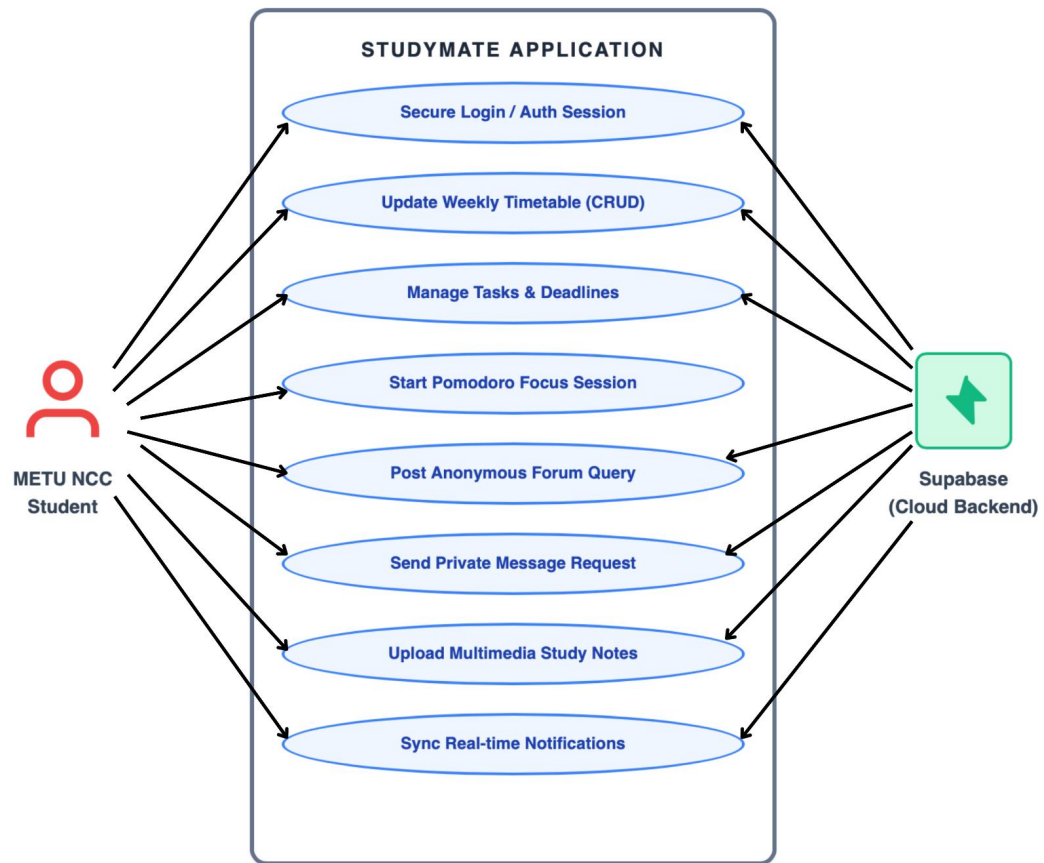 STUDYMATE APPLICATION
Secure Login / Auth Session
Update Weekly Timetable (CRUD)
Manage Tasks & Deadlines
Start Pomodoro Focus Session
Post Anonymous Forum Query
Send Private Message Request
Upload Multimedia Study Notes
Sync Real-time Notifications
METU NCC
Student
Supabase
(Cloud Backend)